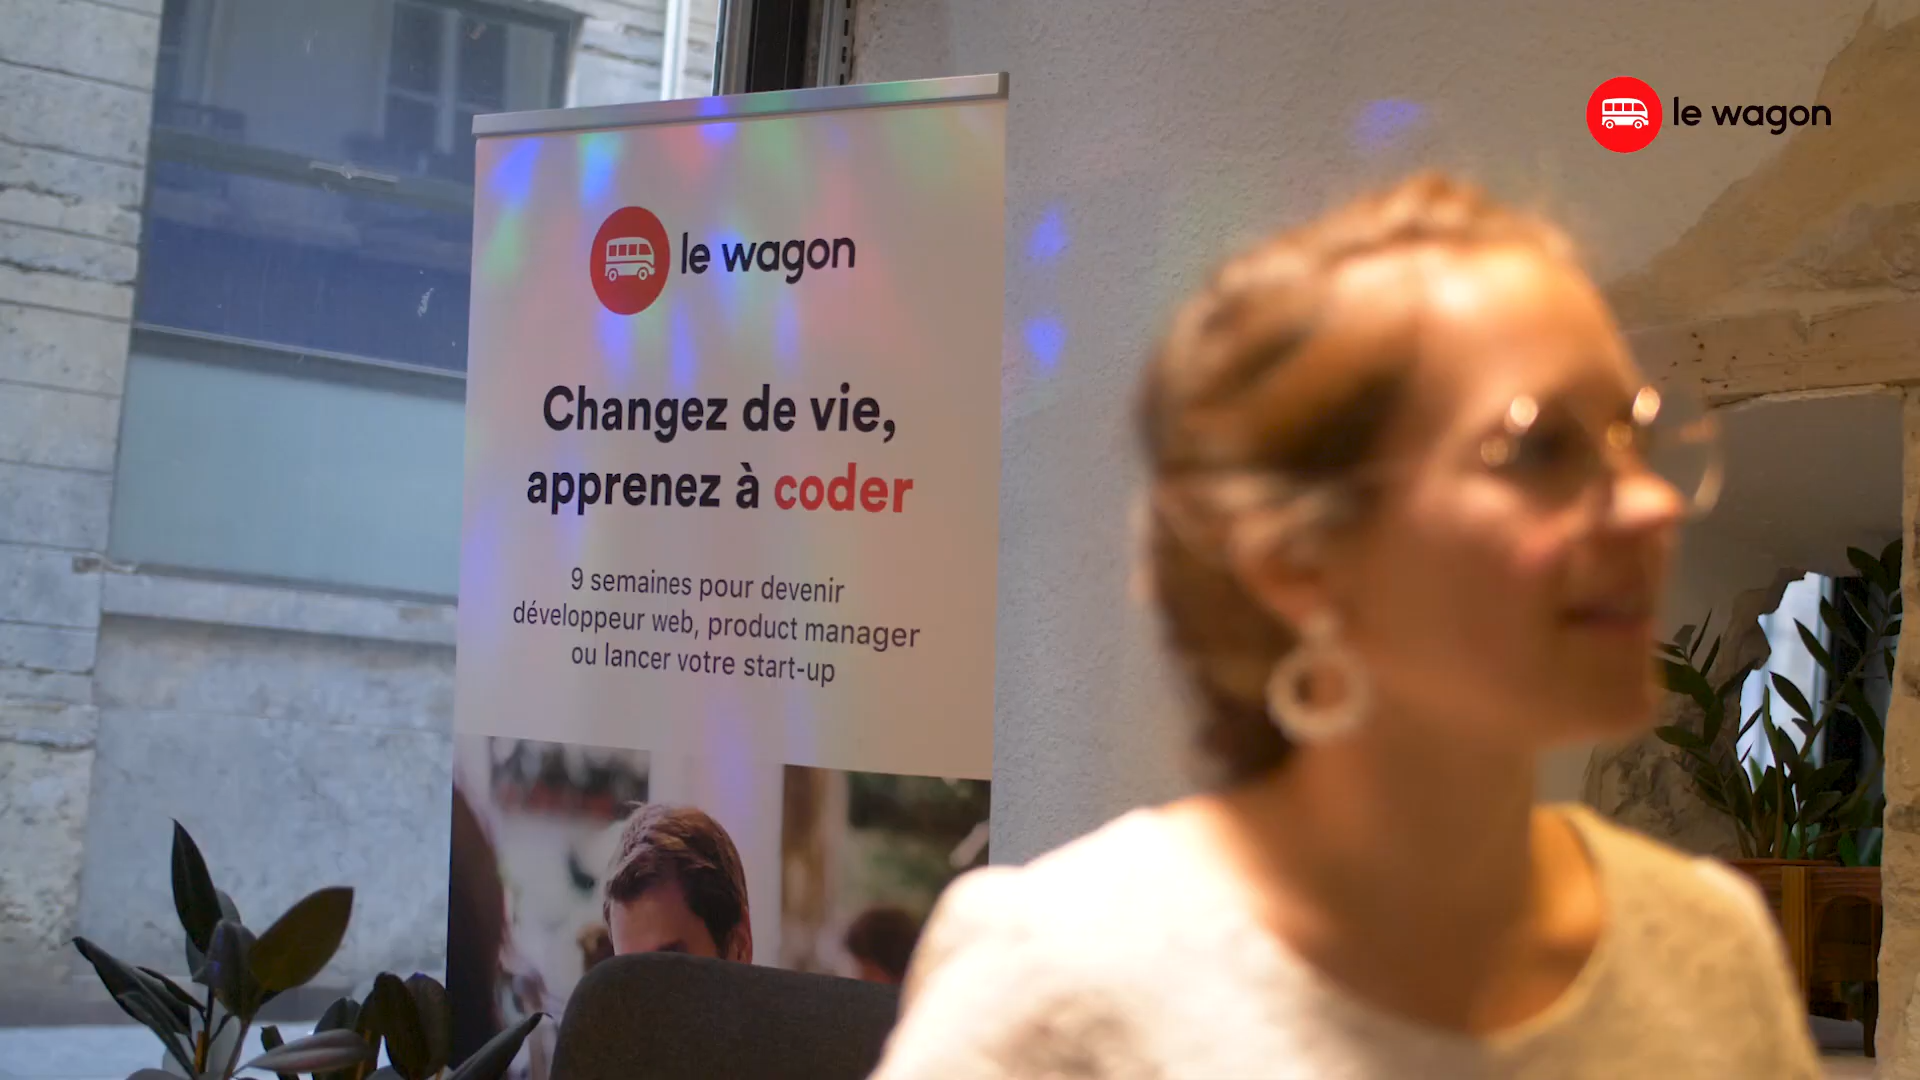 le wagon
le wagon
Changez de vie,
apprenez à coder
9 semaines pour devenir
développeur web, product manager
ou lancer votre start-up